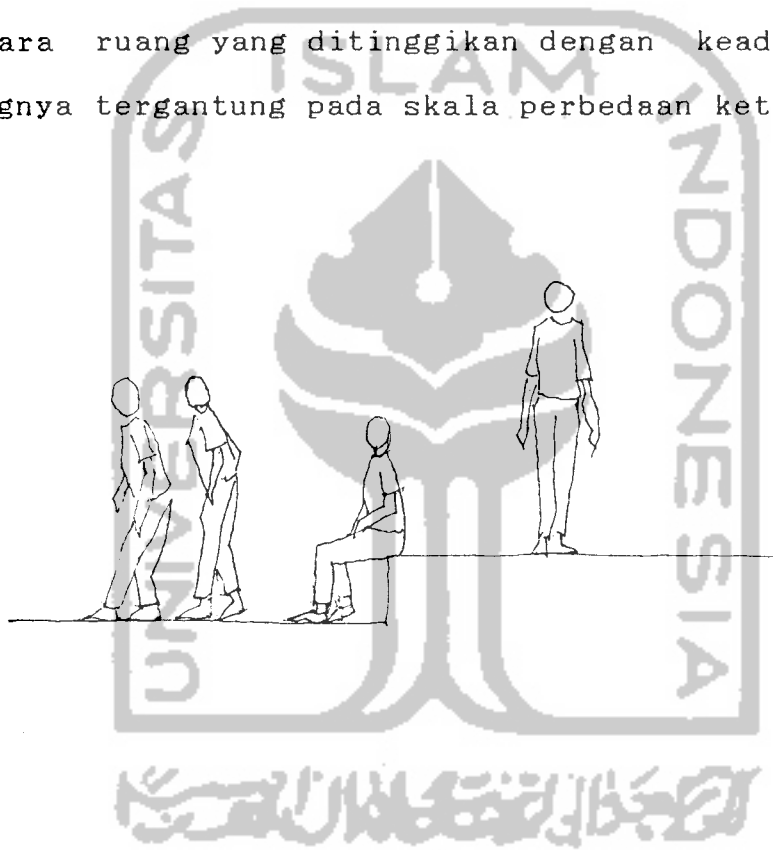 ara ruang yang ditinggikan dengan kead
gnya tergantung pada skala perbedaan ket
UNIVERSITAS
ISLAM
INDONESIA